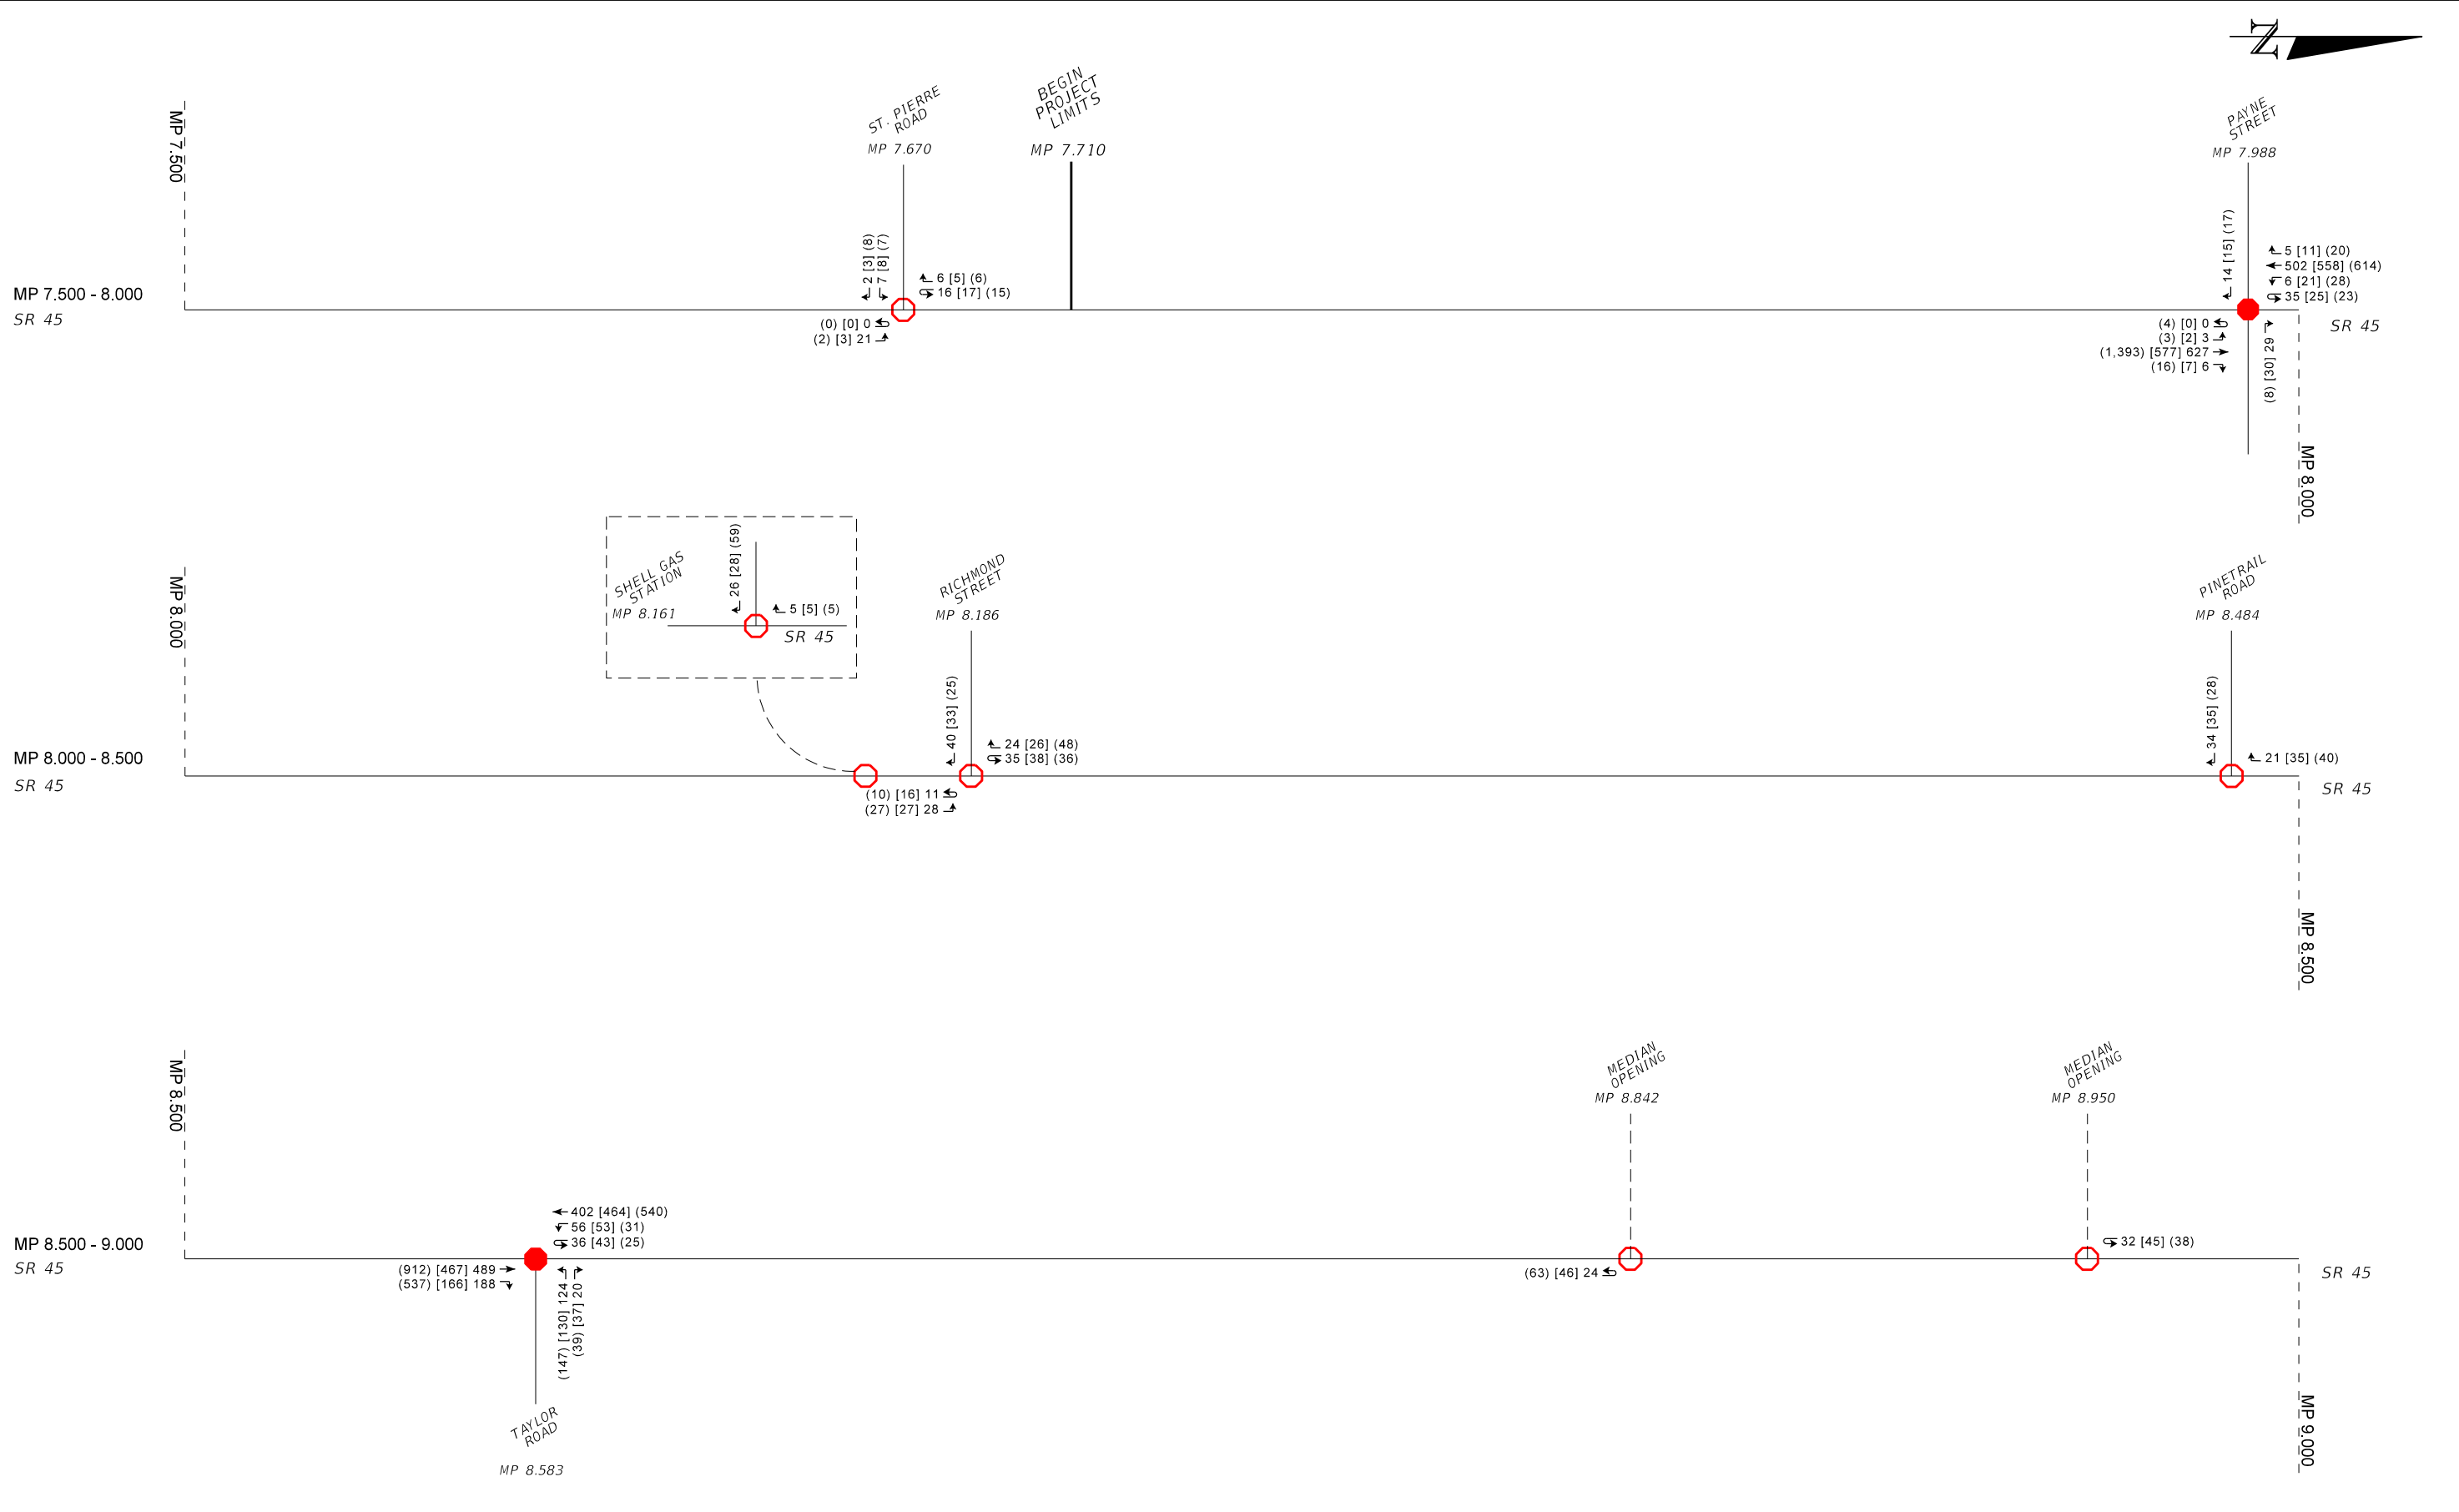 N
MP 7.500
ST. PIERRE
ROAD
MP 7.670
BEGIN
PROJECT
LIMITS
MP 7.710
PAYNE
STREET
MP 7.988
2 [3] (8)
7 [8] (7)
6 [5] (6)
16 [17] (15)
14 [15] (17)
5 [11] (20)
502 [558] (614)
6 [21] (28)
35 [25] (23)
MP 7.500 - 8.000
SR 45
(0) [0] 0
(2) [3] 21
(4) [0] 0
(3) [2] 3
(1,393) [577] 627
(16) [7] 6
(8) [30] 29
SR 45
MP 8.000
MP 8.000
SHELL GAS
STATION
MP 8.161
26 [28] (59)
5 [5] (5)
SR 45
RICHMOND
STREET
MP 8.186
PINETRAIL
ROAD
MP 8.484
40 [33] (25)
24 [26] (48)
35 [38] (36)
34 [35] (28)
21 [35] (40)
MP 8.000 - 8.500
SR 45
(10) [16] 11
(27) [27] 28
SR 45
MP 8.500
MP 8.500
MEDIAN
OPENING
MP 8.842
MEDIAN
OPENING
MP 8.950
402 [464] (540)
56 [53] (31)
36 [43] (25)
32 [45] (38)
MP 8.500 - 9.000
SR 45
(912) [467] 489
(537) [166] 188
(147) [130] 124
(39) [37] 20
(63) [46] 24
SR 45
TAYLOR
ROAD
MP 8.583
MP 9.000